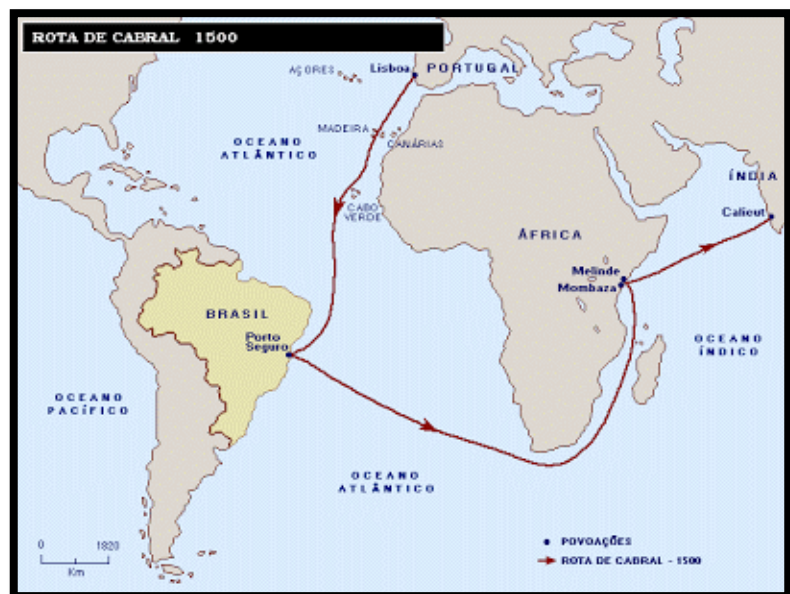 ROTA DE CABRAL 1500
AÇORES
Lisboa
PORTUGAL
OCEANO
ATLÂNTICO
MADEIRA
CANÁRIAS
ÍNDIA
CABO
VERDE
Calicut
ÁFRICA
Melinde
Mombaza
BRASIL
Porto
Seguro
OCEANO
ÍNDICO
OCEANO
PACÍFICO
OCEANO
ATLÂNTICO
0 1820
Km
POVOAÇÕES
ROTA DE CABRAL - 1500